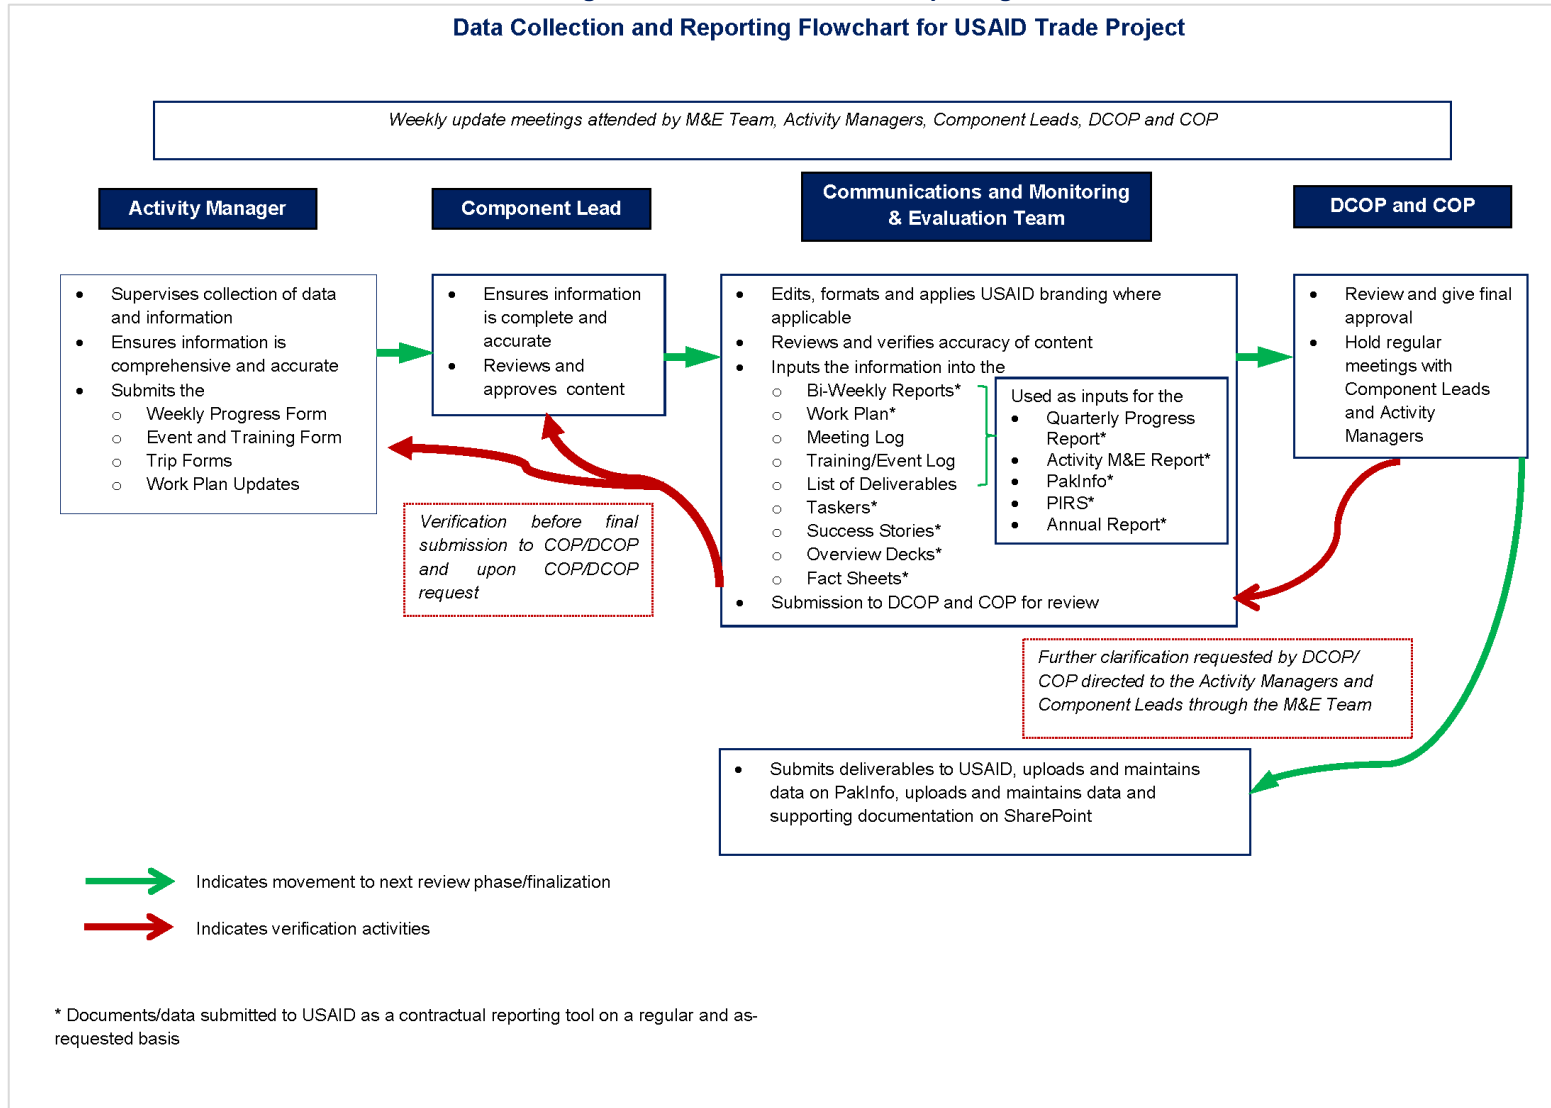 Data Collection and Reporting Flowchart for USAID Trade Project
Weekly update meetings attended by M&E Team, Activity Managers, Component Leads, DCOP and COP
Activity Manager
• Supervises collection of data
and information
• Ensures information is
comprehensive and accurate
• Submits the
o Weekly Progress Form
o Event and Training Form
o Trip Forms
o Work Plan Updates
Component Lead
• Ensures information
is complete and
accurate
• Reviews and
approves content
Verification before final
submission to COP/DCOP
and upon COP/DCOP
request
Communications and Monitoring
& Evaluation Team
• Edits, formats and applies USAID branding where
applicable
• Reviews and verifies accuracy of content
• Inputs the information into the
o Bi-Weekly Reports*
o Work Plan*
o Meeting Log
o Training/Event Log
o List of Deliverables
o Taskers*
o Success Stories*
o Overview Decks*
o Fact Sheets*
• Submission to DCOP and COP for review
Used as inputs for the
• Quarterly Progress
Report*
• Activity M&E Report*
• PakInfo*
• PIRS*
• Annual Report*
DCOP and COP
• Review and give final
approval
• Hold regular
meetings with
Component Leads
and Activity
Managers
Further clarification requested by DCOP/
COP directed to the Activity Managers and
Component Leads through the M&E Team
• Submits deliverables to USAID, uploads and maintains
data on PakInfo, uploads and maintains data and
supporting documentation on SharePoint
Indicates movement to next review phase/finalization
Indicates verification activities
* Documents/data submitted to USAID as a contractual reporting tool on a regular and as-
requested basis